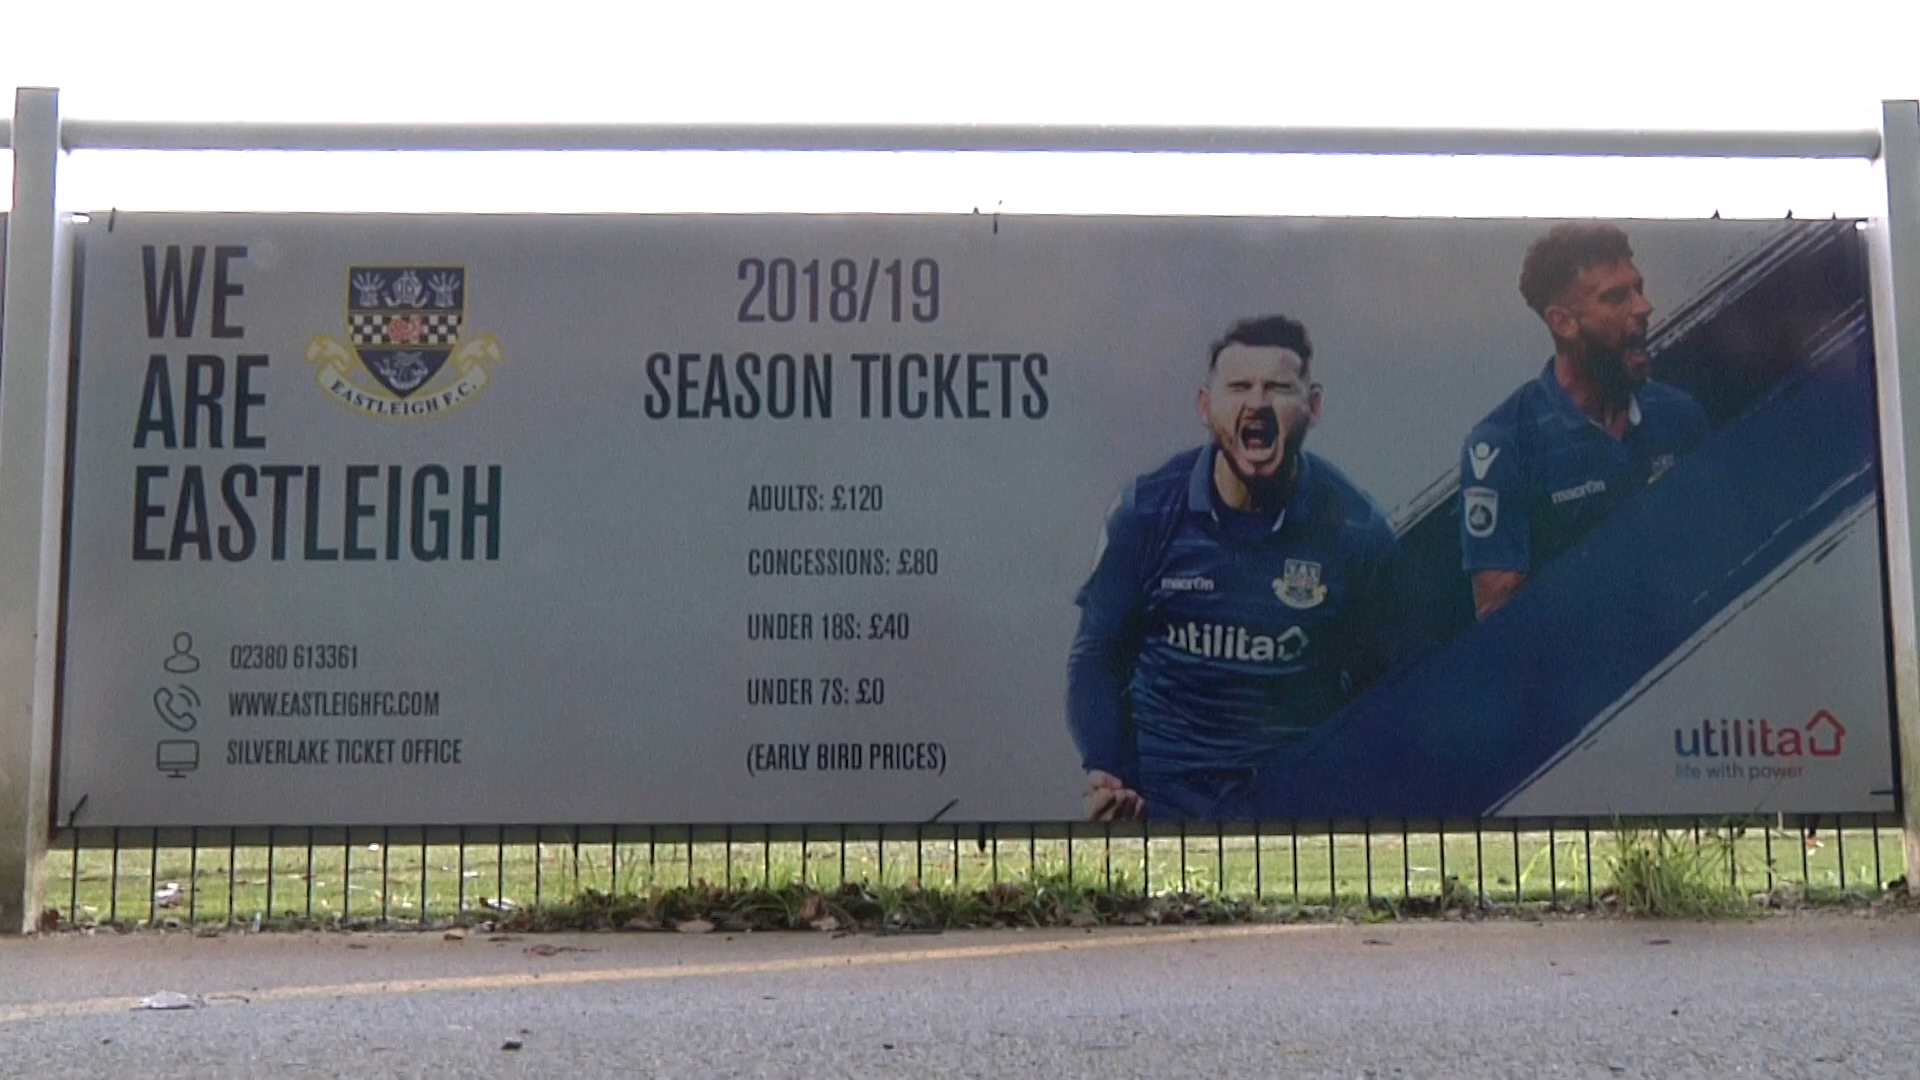 WE
ARE
EASTLEIGH
EASTLEIGH F.C.
02380 613361
WWW.EASTLEIGHFC.COM
SILVERLAKE TICKET OFFICE
2018/19
SEASON TICKETS
ADULTS: £120
CONCESSIONS: £80
UNDER 18S: £40
UNDER 7S: £0
(EARLY BIRD PRICES)
macron
utilita
macron
utilita
life with power